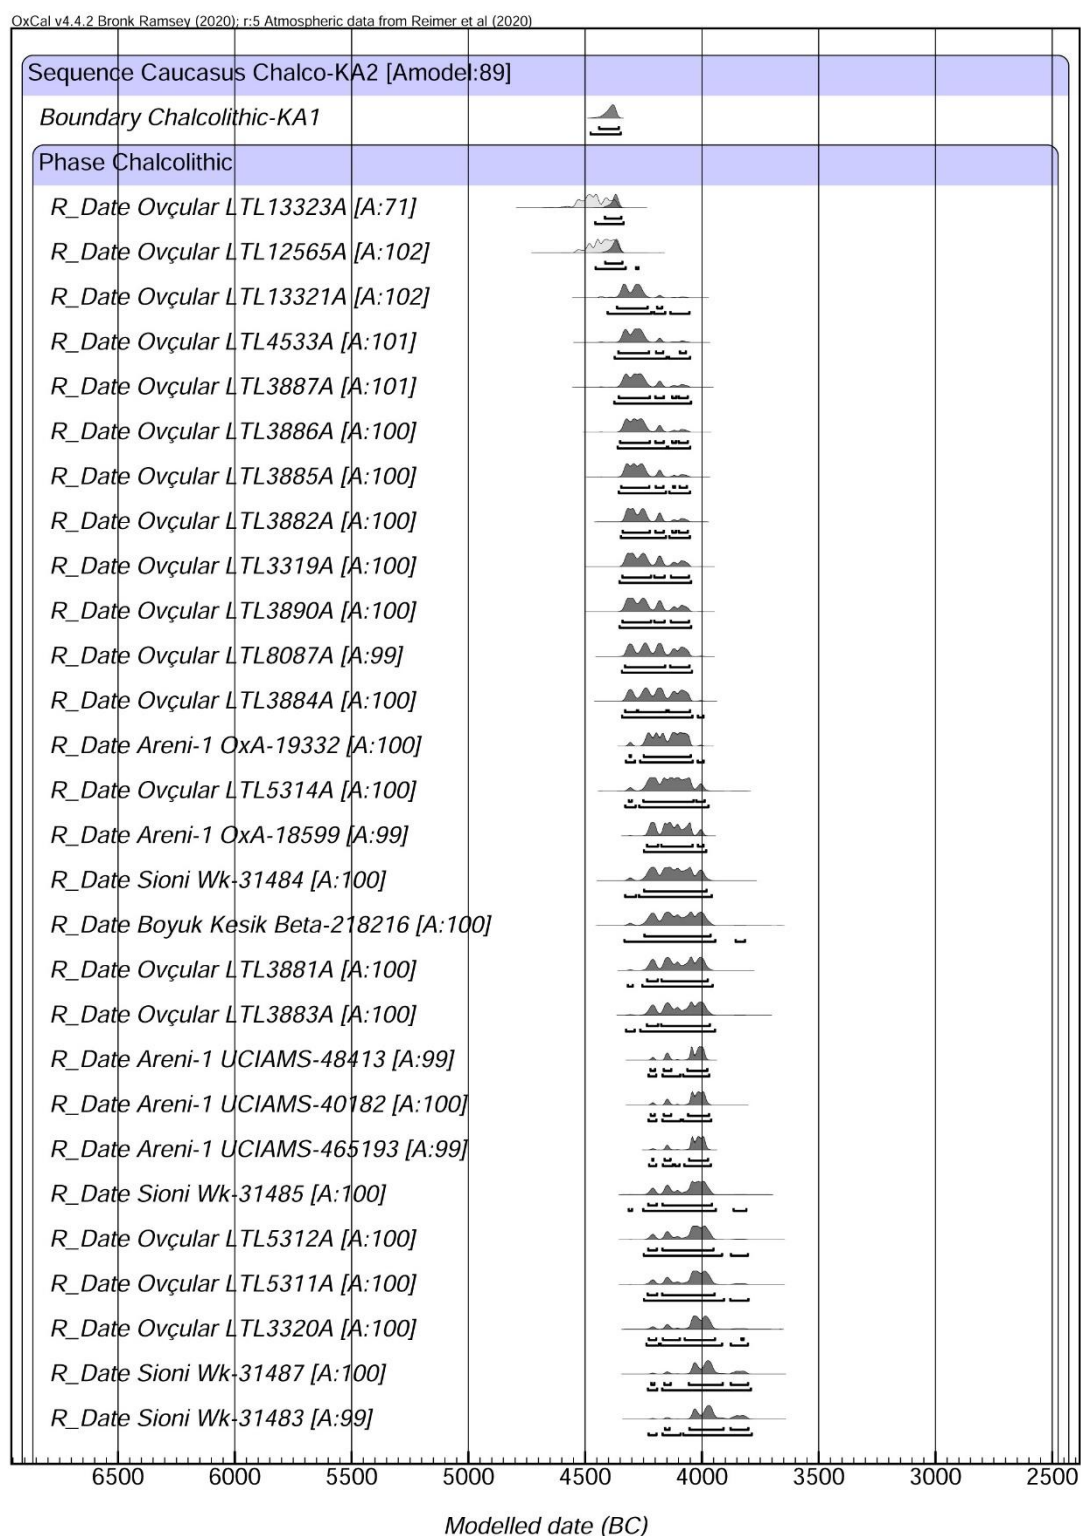 OxCal v4.4.2 Bronk Ramsey (2020); r:5 Atmospheric data from Reimer et al (2020)
Sequence Caucasus Chalco-KA2 [Amodel:89]
Boundary Chalcolithic-KA1
Phase Chalcolithic
R_Date Ovçular LTL13323A [A:71]
R_Date Ovçular LTL12565A [A:102]
R_Date Ovçular LTL13321A [A:102]
R_Date Ovçular LTL4533A [A:101]
R_Date Ovçular LTL3887A [A:101]
R_Date Ovçular LTL3886A [A:100]
R_Date Ovçular LTL3885A [A:100]
R_Date Ovçular LTL3882A [A:100]
R_Date Ovçular LTL3319A [A:100]
R_Date Ovçular LTL3890A [A:100]
R_Date Ovçular LTL8087A [A:99]
R_Date Ovçular LTL3884A [A:100]
R_Date Areni-1 OxA-19332 [A:100]
R_Date Ovçular LTL5314A [A:100]
R_Date Areni-1 OxA-18599 [A:99]
R_Date Sioni Wk-31484 [A:100]
R_Date Boyuk Kesik Beta-218216 [A:100]
R_Date Ovçular LTL3881A [A:100]
R_Date Ovçular LTL3883A [A:100]
R_Date Areni-1 UCIAMS-48413 [A:99]
R_Date Areni-1 UCIAMS-40182 [A:100]
R_Date Areni-1 UCIAMS-465193 [A:99]
R_Date Sioni Wk-31485 [A:100]
R_Date Ovçular LTL5312A [A:100]
R_Date Ovçular LTL5311A [A:100]
R_Date Ovçular LTL3320A [A:100]
R_Date Sioni Wk-31487 [A:100]
R_Date Sioni Wk-31483 [A:99]
6500 6000 5500 5000 4500 4000 3500 3000 2500
Modelled date (BC)